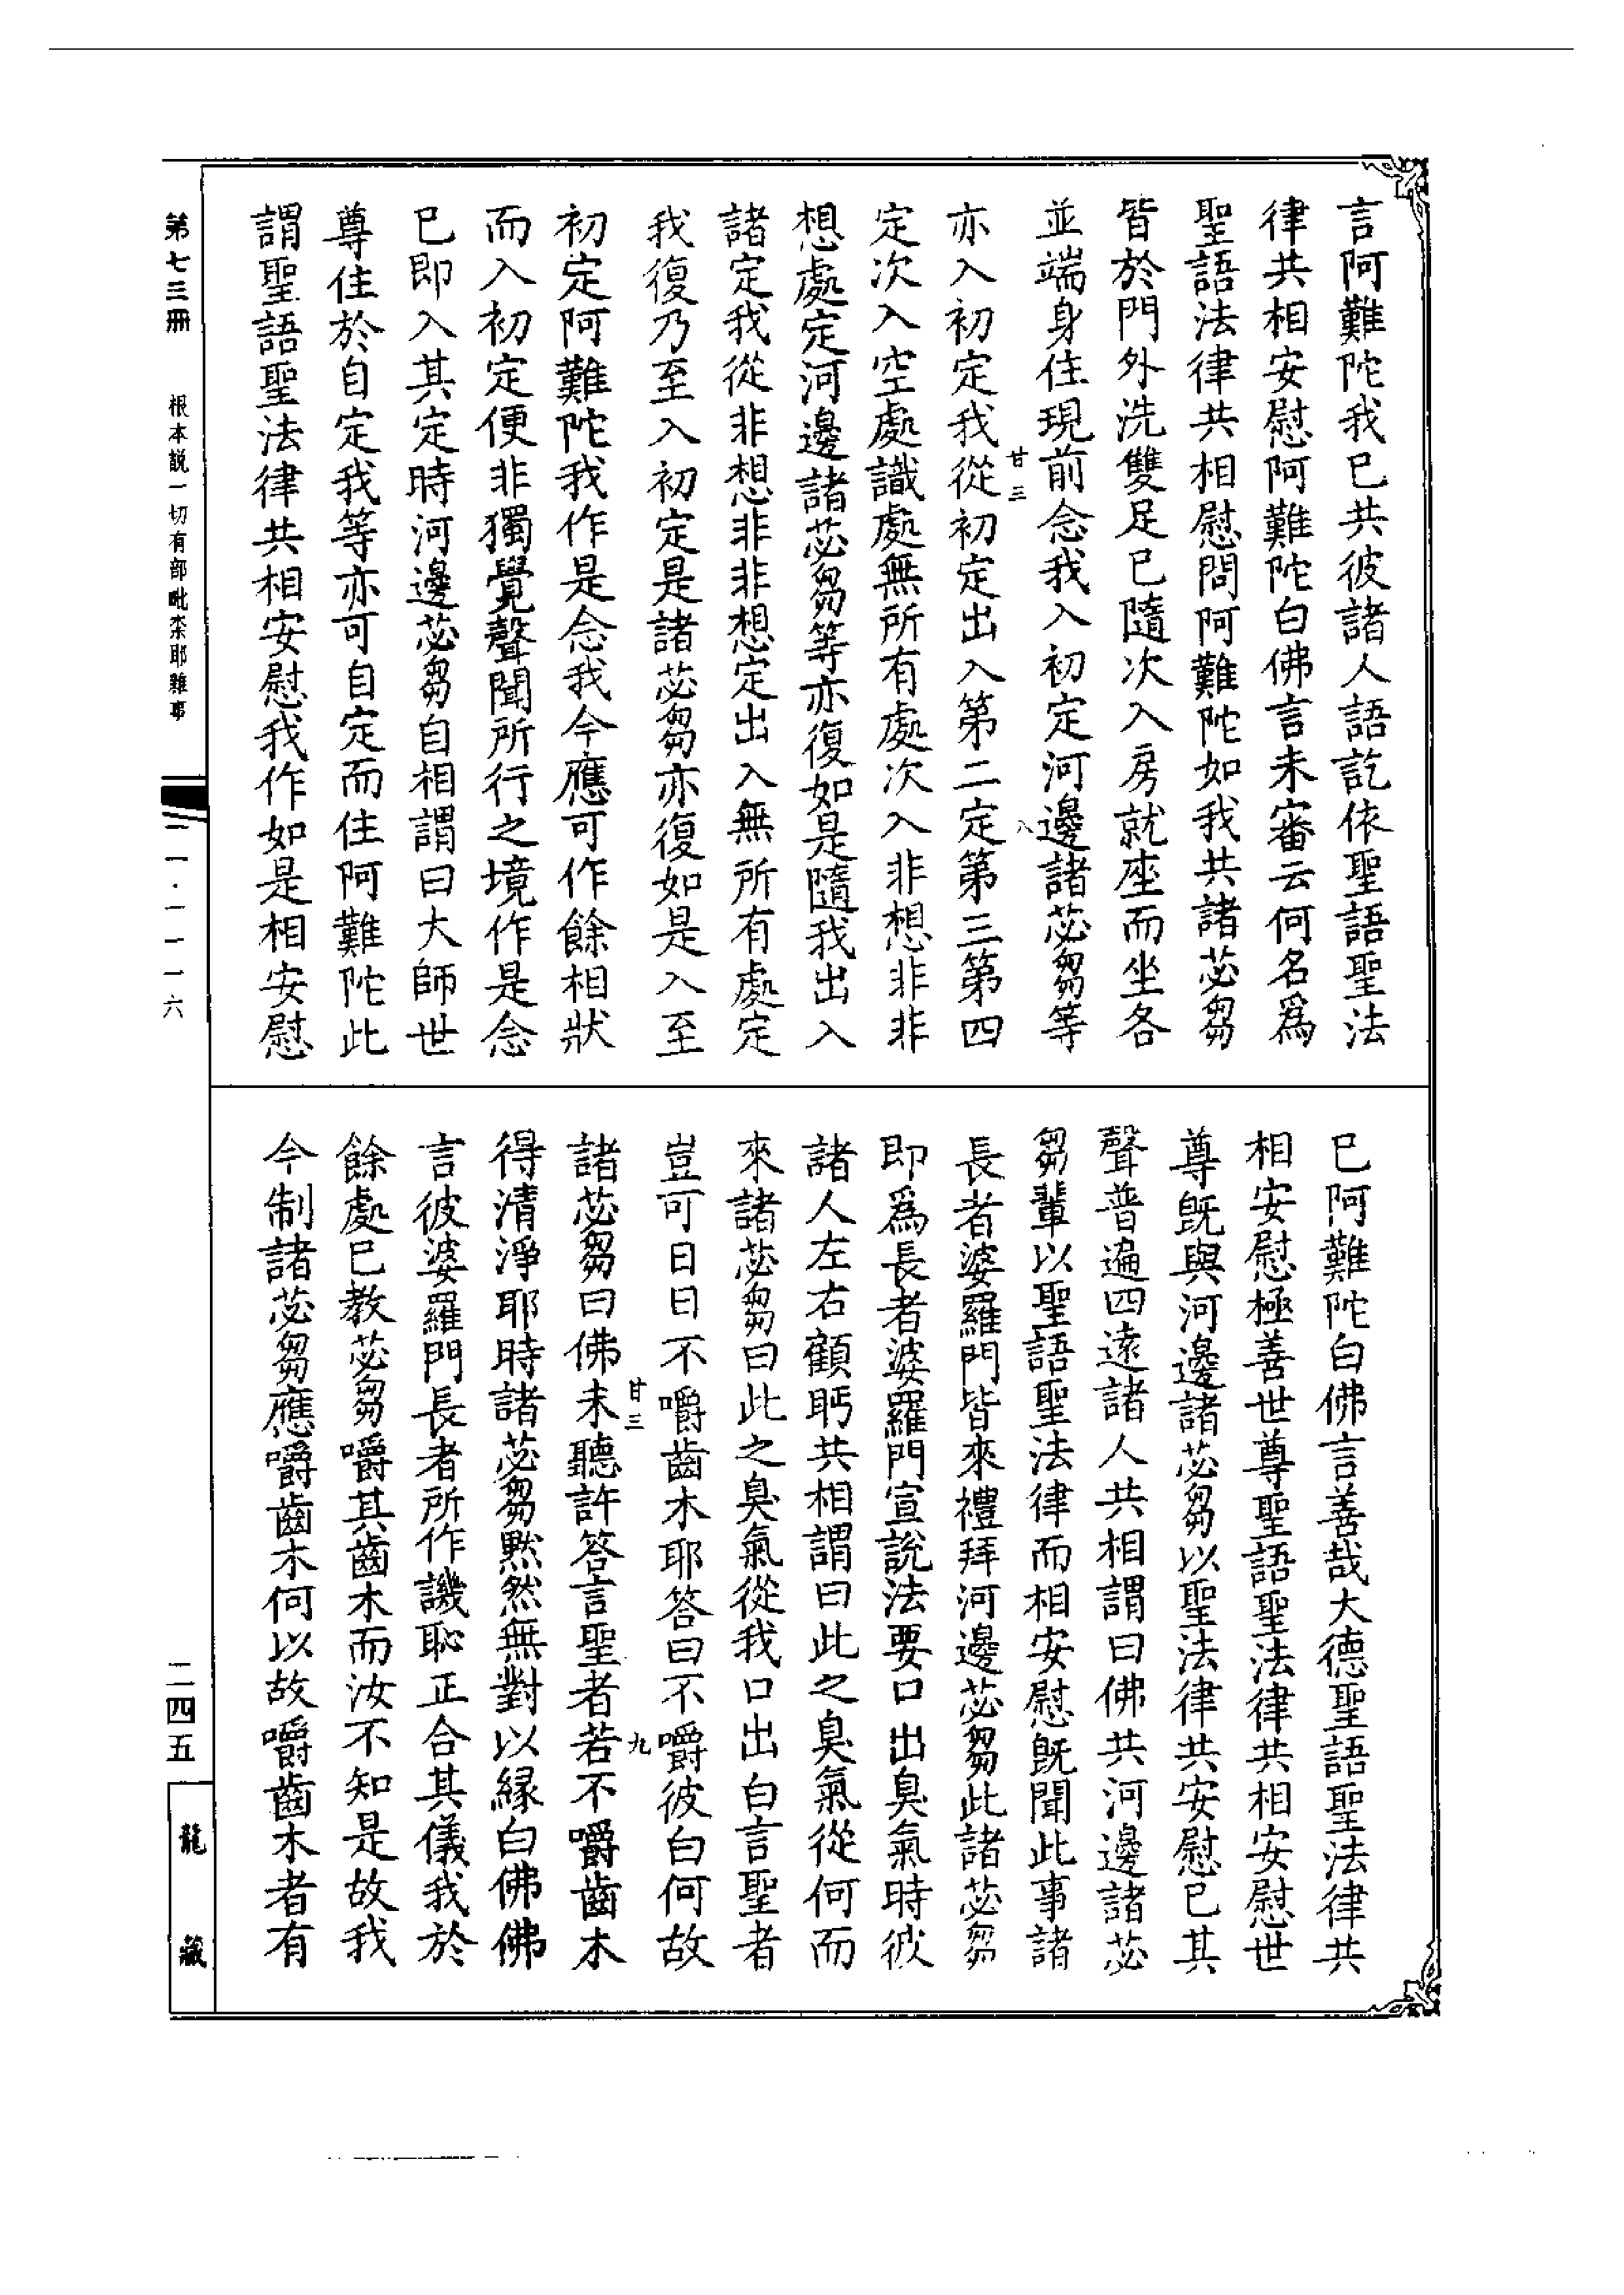 言阿難陀我已共彼諸人語訖依聖語聖法
律共相安慰阿難陀白佛言未審云何名爲
聖語法律共相慰問阿難陀如我共諸苾芻
皆於門外洗雙足已隨次入房就座而坐各
並端身住現前念我入初定河邊諸苾芻等
甘三
八
亦入初定我從初定出入第二定第三第四
定次入空處識處無所有處次入非想非非
想處定河邊諸苾芻等亦復如是隨我出入
諸定我從非想非非想定出入無所有處定
我復乃至入初定是諸苾芻亦復如是入至
初定阿難陀我作是念我今應可作餘相狀
而入初定便非獨覺聲聞所行之境作是念
已即入其定時河邊苾芻自相謂曰大師世
尊住於自定我等亦可自定而住阿難陀此
謂聖語聖法律共相安慰我作如是相安慰
已阿難陀白佛言善哉大德聖語聖法律共
相安慰極善世尊聖語聖法律共相安慰世
尊旣與河邊諸苾芻以聖法律共安慰已其
聲普遍四遠諸人共相謂曰佛共河邊諸苾
芻輩以聖語聖法律而相安慰旣聞此事諸
長者婆羅門皆來禮拜河邊苾芻此諸苾芻
即爲長者婆羅門宣說法要口出臭氣時彼
諸人左右顧眄共相謂曰此之臭氣從何而
來諸苾芻曰此之臭氣從我口出白言聖者
豈可日日不嚼齒木耶答曰不嚼彼白何故
甘三
九
諸苾芻曰佛未聽許答言聖者若不嚼齒木
得清淨耶時諸苾芻默然無對以緣白佛佛
言彼婆羅門長者所作譏恥正合其儀我於
餘處已教苾芻嚼其齒木而汝不知是故我
今制諸苾芻應嚼齒木何以故嚼齒木者有
第七三冊
根本説一切有部毗柰耶雜事
二一·一一一六
二四五
龍藏